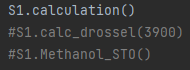 S1.calculation()
#S1.calc_drossel(3900)
#S1.Methanol_STO()